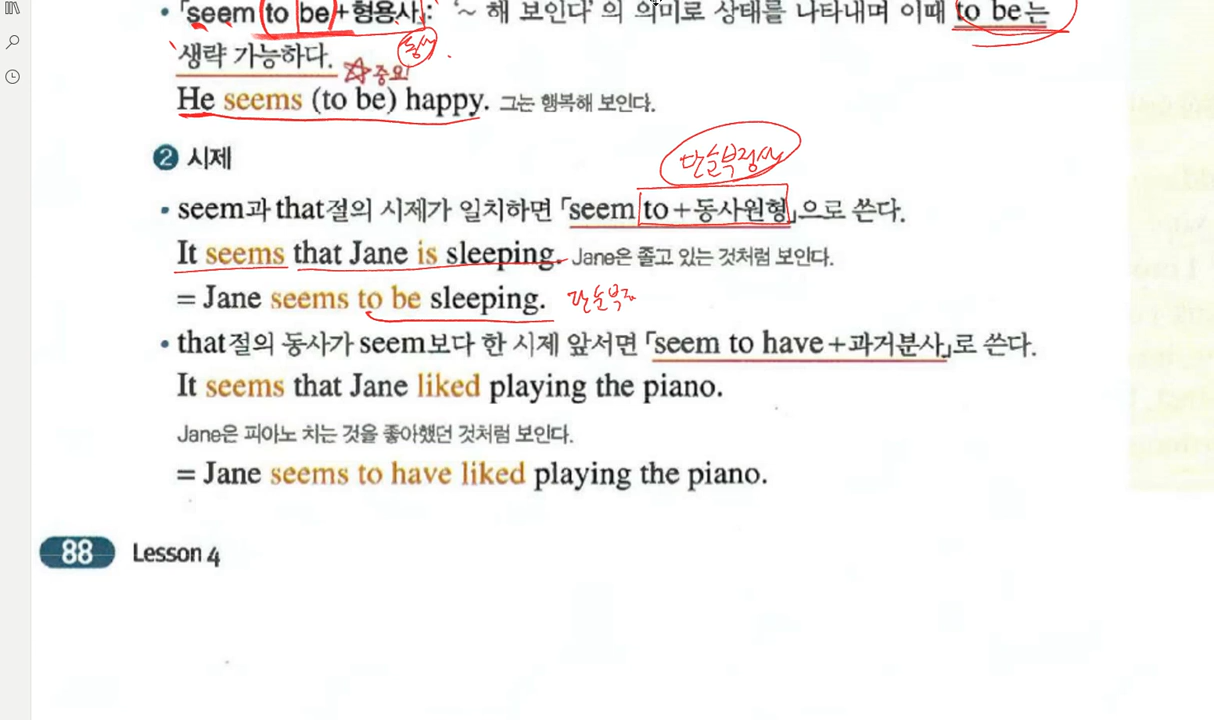 • 「seem to be+형용사」: '~ 해 보인다'의 의미로 상태를 나타내며 이때 to be는
생략 가능하다.
☆중요
He seems (to be) happy. 그는 행복해 보인다.
2 시제
단순부정사
• seem과 that절의 시제가 일치하면 「seem to+동사원형」으로 쓴다.
It seems that Jane is sleeping. Jane은 졸고 있는 것처럼 보인다.
= Jane seems to be sleeping. 단순부정
• that절의 동사가 seem보다 한 시제 앞서면 「seem to have+과거분사」로 쓴다.
It seems that Jane liked playing the piano.
Jane은 피아노 치는 것을 좋아했던 것처럼 보인다.
= Jane seems to have liked playing the piano.
88 Lesson 4